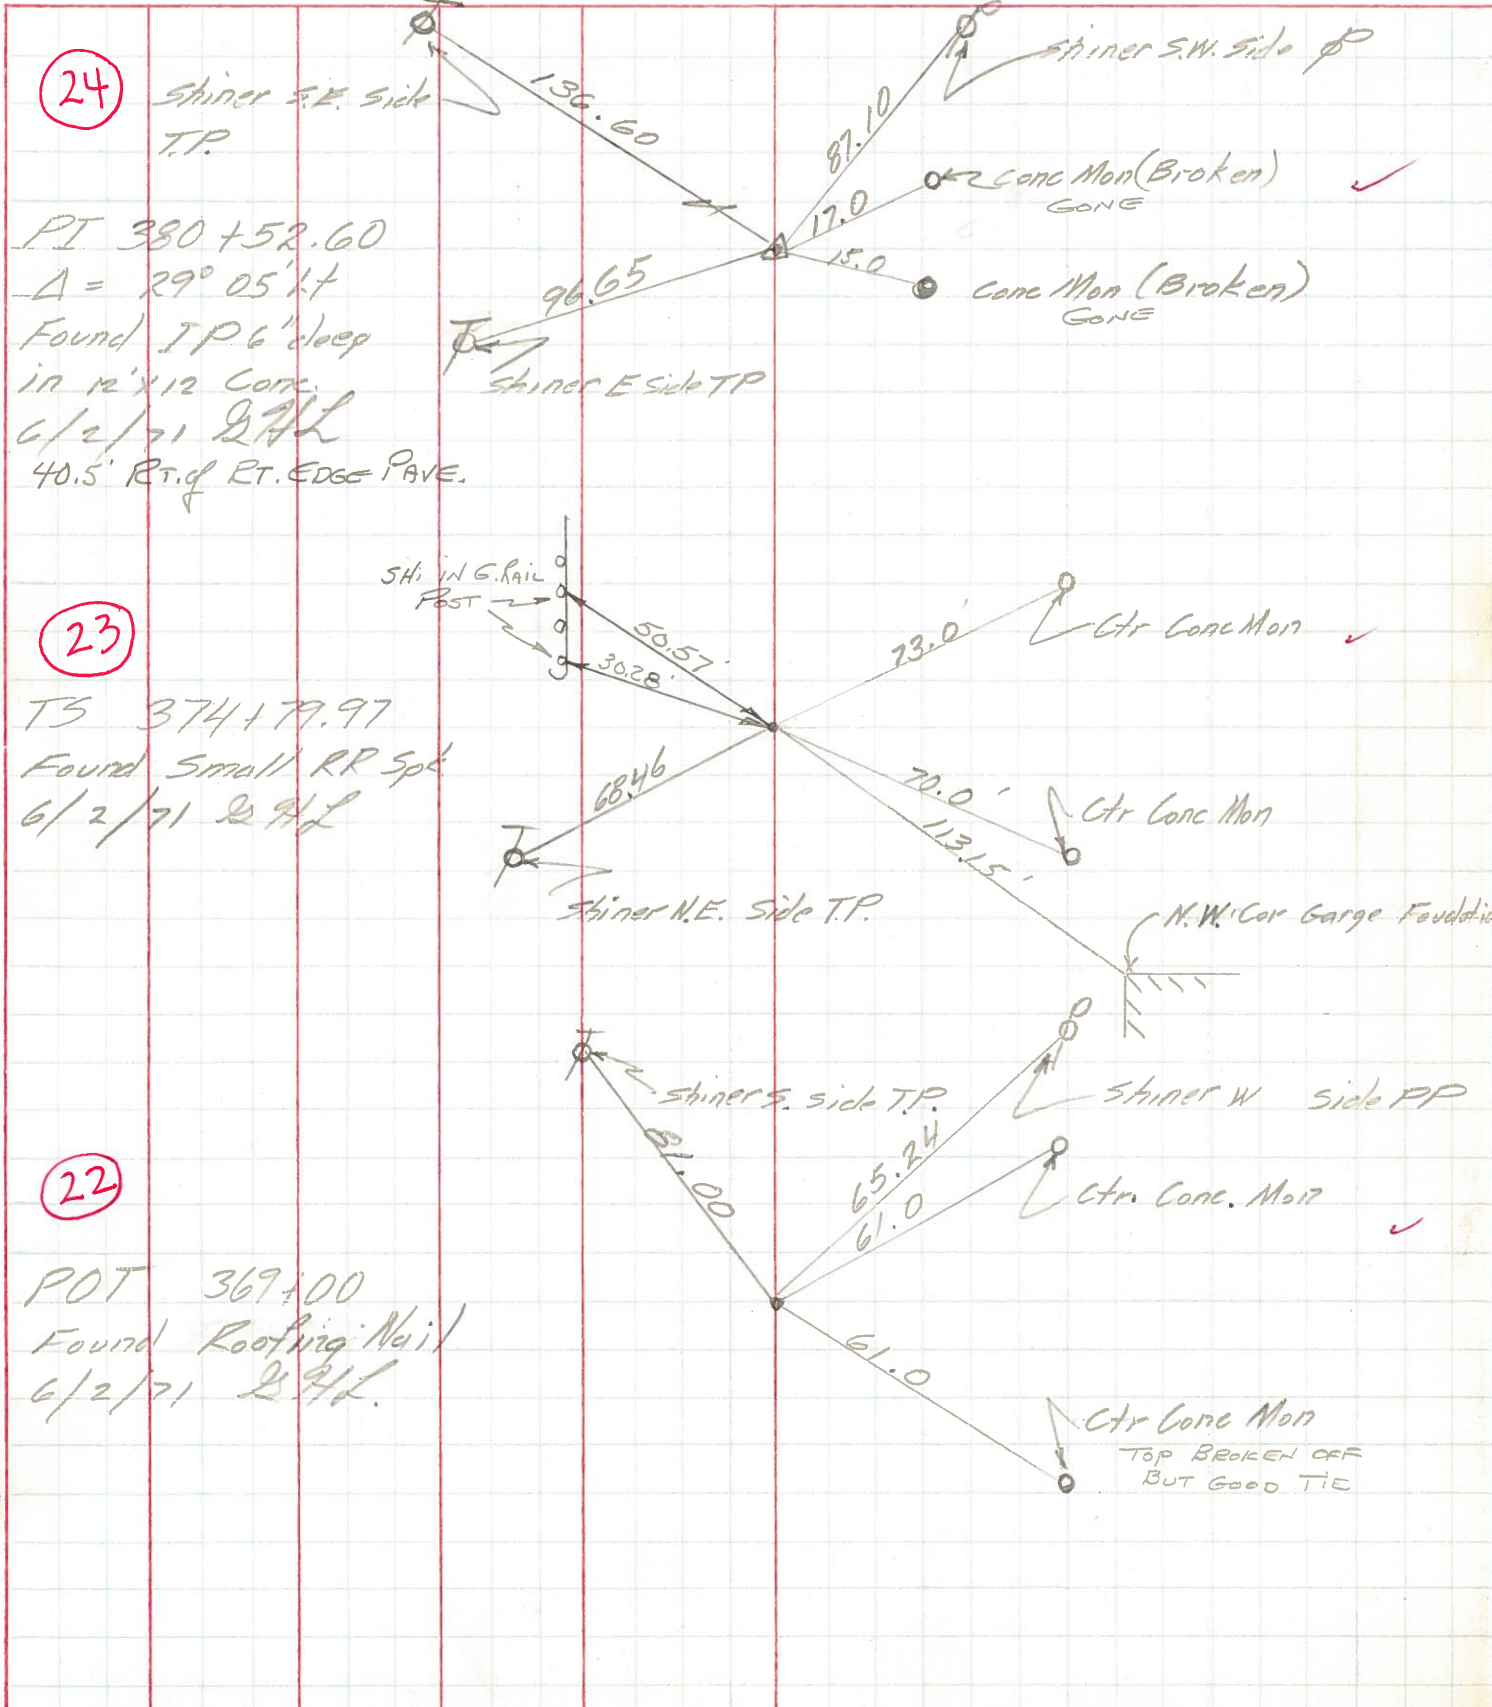 24
Shiner S.E. Side
T.P.
136.60
87.10
Shiner S.W. Side
17.0
Conc Mon (Broken)
GONE
15.0
Conc Mon (Broken)
GONE
96.65
Shiner E Side TP
PI 380+52.60
Δ = 29° 05' Lt
Found I P 6" deep
in 12"x12 Conc.
6/2/71 GHL
40.5' RT. of RT. EDGE PAVE.
SHI. IN G. RAIL
POST
50.57'
30.28'
73.0'
Ctr Conc Mon
23
TS 374+79.97
Found Small RR Spk
6/2/71 GHL
68.46
Shiner N.E. Side T.P.
70.0'
Ctr Conc Mon
113.15'
N.W. Cor Garge
Shiner S. side T.P.
81.00
65.24
Shiner W Side PP
61.0
Ctr. Conc. Mon
22
POT 369+00
Found Roofing Nail
6/2/71 GHL.
61.0
Ctr Conc Mon
TOP BROKEN OFF
BUT GOOD TIE